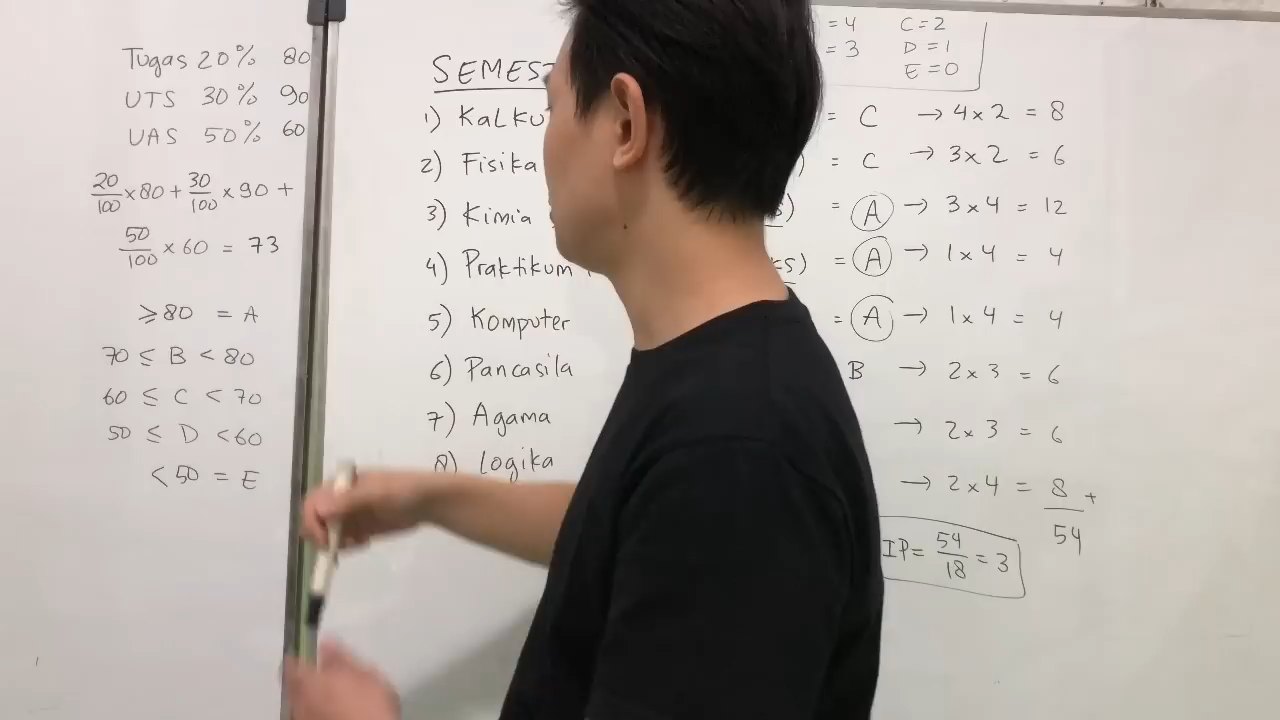 Tugas 20% 80
UTS 30% 90
UAS 50% 60
20/100 x 80 + 30/100 x 90 +
50/100 x 60 = 73
≥80 = A
70 ≤ B < 80
60 ≤ C < 70
50 ≤ D < 60
< 50 = E
= 4 C = 2
= 3 D = 1
E = 0
1) = C → 4 x 2 = 8
2) Fisika ) = C → 3 x 2 = 6
3) Kimia ) = A → 3 x 4 = 12
4) Praktikum ) = A → 1 x 4 = 4
5) Komputer = A → 1 x 4 = 4
6) Pancasila B → 2 x 3 = 6
7) Agama → 2 x 3 = 6
8) Logika → 2 x 4 = 8 +
54
IP = 54/18 = 3